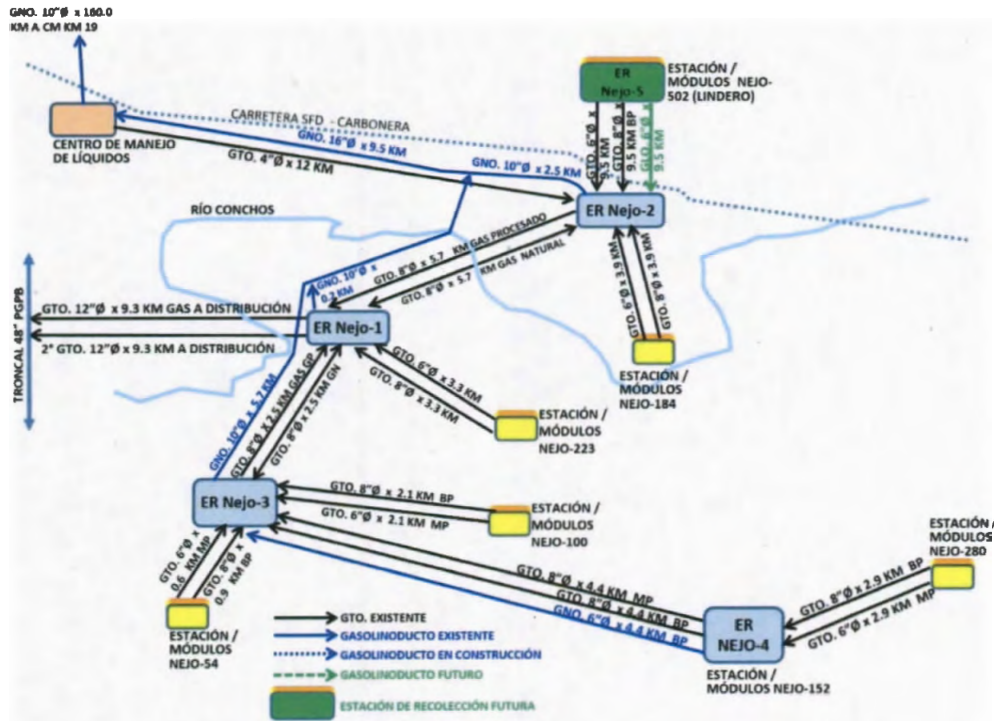 GNO. 10"Ø x 160.0
KM A CM KM 19
CENTRO DE MANEJO
DE LÍQUIDOS
CARRETERA SFD - CARBONERA
GNO. 16"Ø x 9.5 KM
GTO. 4"Ø x 12 KM
GNO. 10"Ø x 2.5 KM
ER
Nejo-5
ESTACIÓN /
MÓDULOS NEJO-
502 (LINDERO)
GTO. 6"Ø x
9.5 KM
GTO. 8"Ø x
9.5 KM BP
GLO. 6"Ø x
9.5 KM
ER Nejo-2
RÍO CONCHOS
GTO. 8"Ø x 5.7 KM GAS PROCESADO
GTO. 8"Ø x 5.7 KM GAS NATURAL
GNO. 10"Ø x
0.2 KM
GTO. 6"Ø x 3.9 KM
GTO. 8"Ø x 3.9 KM
ESTACIÓN /
MÓDULOS
NEJO-184
TRONCAL 48" PGPB
GTO. 12"Ø x 9.3 KM GAS A DISTRIBUCIÓN
2° GTO. 12"Ø x 9.3 KM A DISTRIBUCIÓN
ER Nejo-1
GTO. 6"Ø x 3.3 KM
GTO. 8"Ø x 3.3 KM
ESTACIÓN /
MÓDULOS
NEJO-223
GNO. 10"Ø x 5.7 KM
GTO. 8"Ø x 2.5 KM GAS GP
GTO. 8"Ø x 2.5 KM GN
ER Nejo-3
GTO. 8"Ø x 2.1 KM BP
GTO. 6"Ø x 2.1 KM MP
ESTACIÓN /
MÓDULOS
NEJO-100
GTO. 6"Ø x
0.6 KM MP
GTO. 8"Ø x
0.9 KM BP
ESTACIÓN /
MÓDULOS
NEJO-54
GTO. 8"Ø x 4.4 KM MP
GTO. 8"Ø x 4.4 KM BP
GNO. 6"Ø x 4.4 KM BP
ER
NEJO-4
ESTACIÓN /
MÓDULOS NEJO-152
ESTACIÓN /
MÓDULOS
NEJO-280
GTO. 8"Ø x 2.9 KM BP
GTO. 6"Ø x 2.9 KM MP
GTO. EXISTENTE
GASOLINODUCTO EXISTENTE
GASOLINODUCTO EN CONSTRUCCIÓN
GASOLINODUCTO FUTURO
ESTACIÓN DE RECOLECCIÓN FUTURA